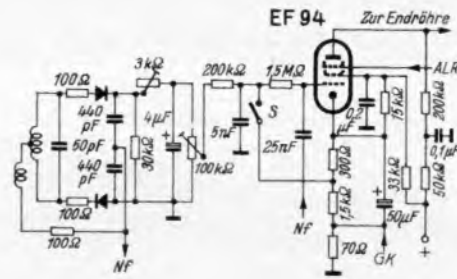 EF 94
Zur Endröhre
ALR
3kΩ
100Ω
200kΩ
1,5MΩ
440
pF
4µF
50pF
440
pF
30kΩ
100kΩ
5nF
S
25nF
0,2
µF
15kΩ
200kΩ
0,1µF
300Ω
33kΩ
50kΩ
1,5kΩ
50µF
70Ω
100Ω
100Ω
Nf
Nf
GK
+
+
+